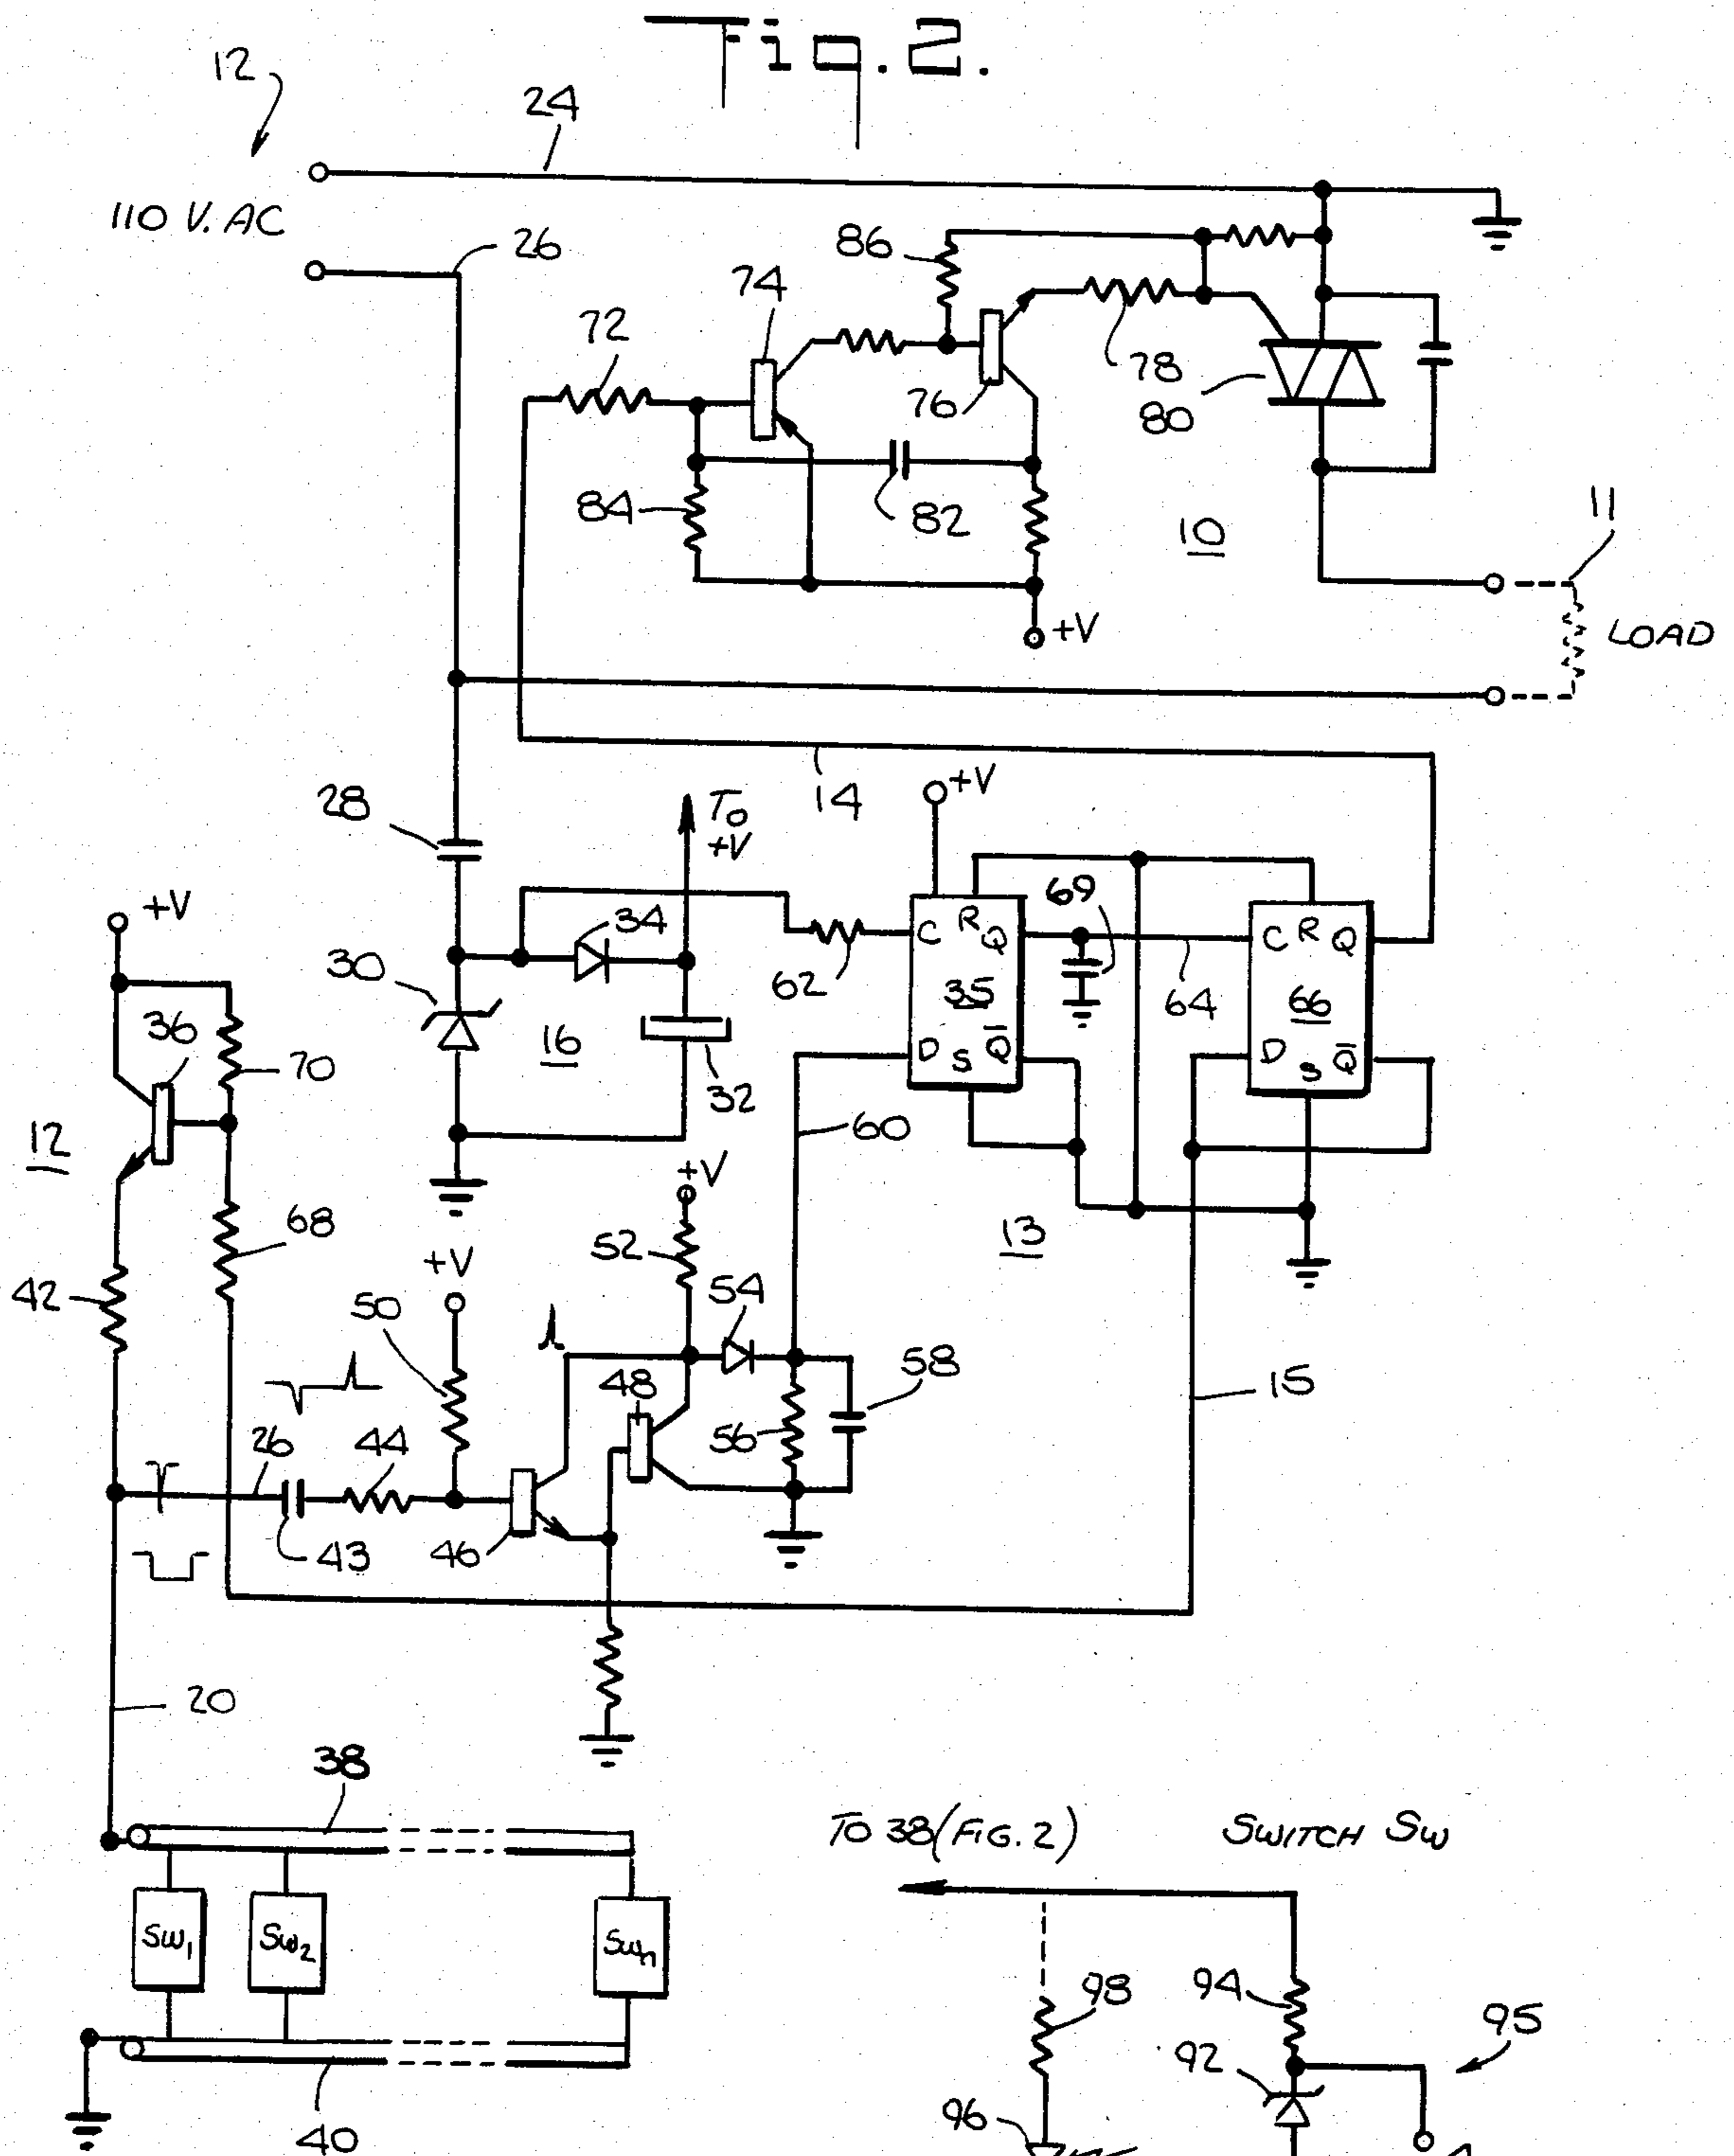 Fig. 2.
12
24
110 V. AC
26
86
74
72
78
76
80
84
82
10
11
+V
LOAD
14
28
To
+V
+V
+V
34
69
C R Q
C R Q
30
62
35
64
66
36
16
D S Q̅
D S Q̅
70
32
12
60
+V
68
13
52
+V
42
54
50
58
48
15
26
44
56
43
46
20
38
TO 38 (FIG. 2)
SWITCH SW
SW1
SW2
SWn
98
94
95
92
96
40